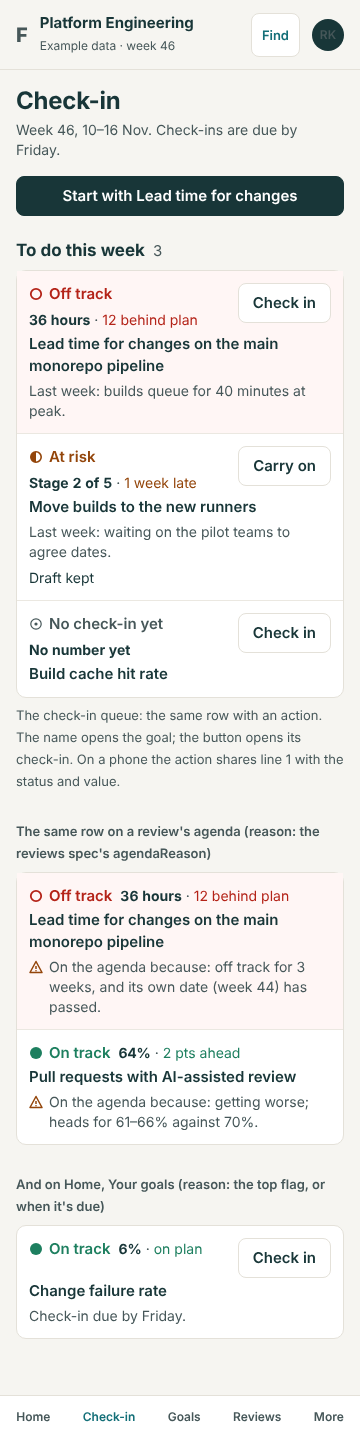 F
Platform Engineering
Example data · week 46
Find
RK
Check-in
Week 46, 10–16 Nov. Check-ins are due by
Friday.
Start with Lead time for changes
To do this week 3
Off track
Check in
36 hours · 12 behind plan
Lead time for changes on the main
monorepo pipeline
Last week: builds queue for 40 minutes at
peak.
At risk
Carry on
Stage 2 of 5 · 1 week late
Move builds to the new runners
Last week: waiting on the pilot teams to
agree dates.
Draft kept
No check-in yet
Check in
No number yet
Build cache hit rate
The check-in queue: the same row with an action.
The name opens the goal; the button opens its
check-in. On a phone the action shares line 1 with the
status and value.
The same row on a review's agenda (reason: the
reviews spec's agendaReason)
Off track 36 hours · 12 behind plan
Lead time for changes on the main
monorepo pipeline
On the agenda because: off track for 3
weeks, and its own date (week 44) has
passed.
On track 64% · 2 pts ahead
Pull requests with AI-assisted review
On the agenda because: getting worse;
heads for 61–66% against 70%.
And on Home, Your goals (reason: the top flag, or
when it's due)
On track 6% · on plan
Check in
Change failure rate
Check-in due by Friday.
Home Check-in Goals Reviews More